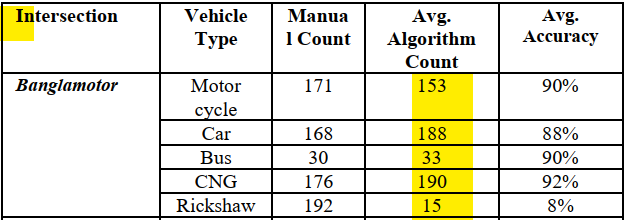 Intersection Vehicle Type Manua l Count Avg. Algorithm Count Avg. Accuracy
Banglamotor Motor cycle 171 153 90%
Car 168 188 88%
Bus 30 33 90%
CNG 176 190 92%
Rickshaw 192 15 8%